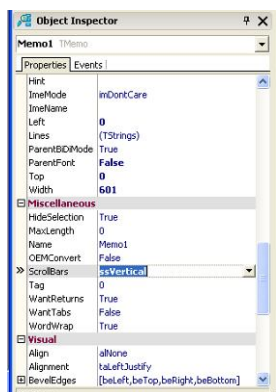 Object Inspector
Memo1 TMemo
Properties Events
Hint
ImeMode imDontCare
ImeName
Left 0
Lines (TStrings)
ParentBiDiMode True
ParentFont False
Top 0
Width 601
Miscellaneous
HideSelection True
MaxLength 0
Name Memo1
OEMConvert False
ScrollBars ssVertical
Tag 0
WantReturns True
WantTabs False
WordWrap True
Visual
Align alNone
Alignment taLeftJustify
BevelEdges [beLeft,beTop,beRight,beBottom]